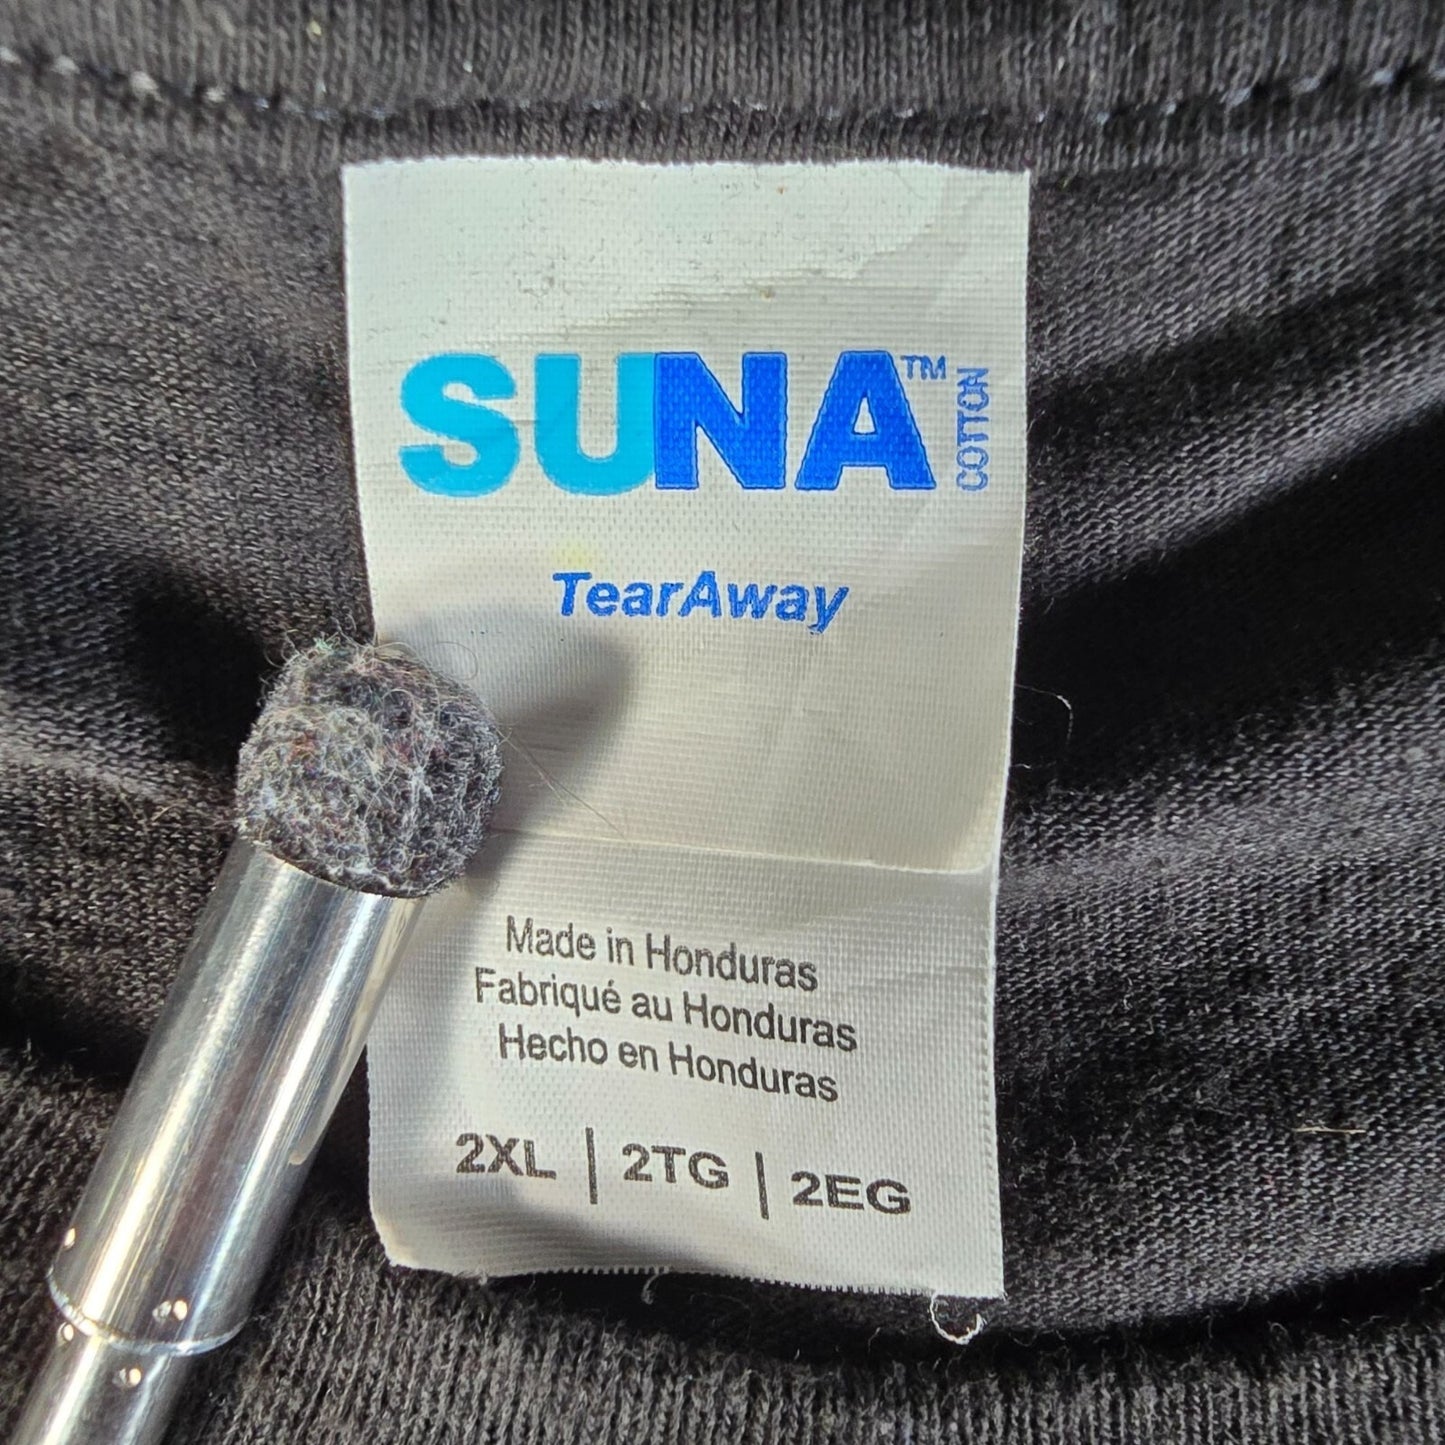 SUNA™ COTTON
TearAway
Made in Honduras
Fabriqué au Honduras
Hecho en Honduras
2XL | 2TG | 2EG